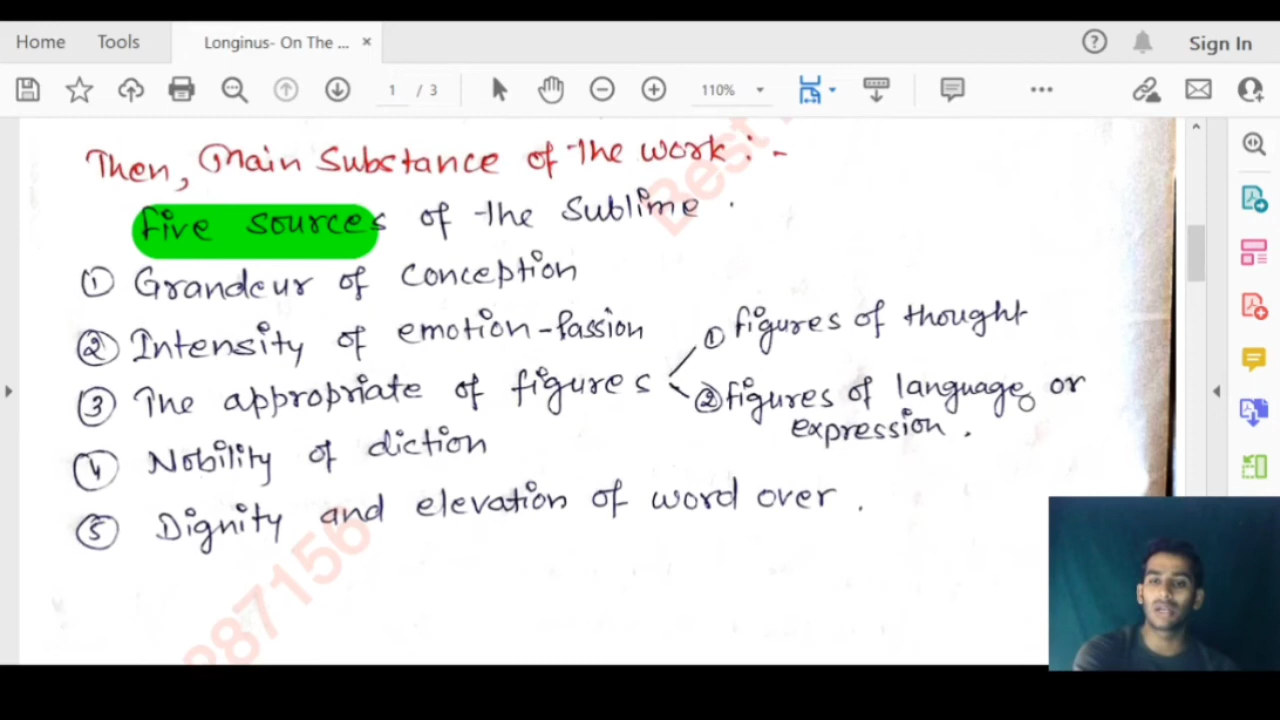 Home Tools Longinus- On The ... × Sign In
1 / 3 110%
Then, Main Substance of the work : -
five sources of the Sublime .
① Grandeur of conception
② Intensity of emotion-Passion
① figures of thought
③ The appropriate of figures
② figures of language or
expression .
④ Nobility of diction
⑤ Dignity and elevation of word over .
Best
887156